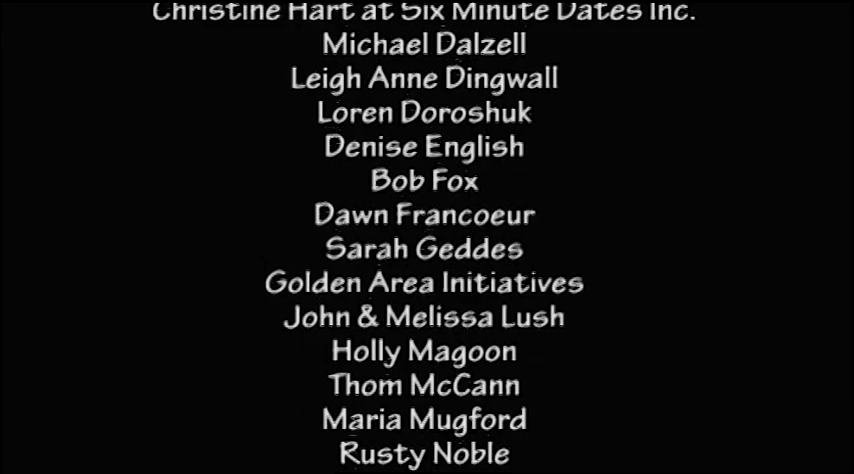 Christine Hart at Six Minute Dates Inc.
Michael Dalzell
Leigh Anne Dingwall
Loren Doroshuk
Denise English
Bob Fox
Dawn Francoeur
Sarah Geddes
Golden Area Initiatives
John & Melissa Lush
Holly Magoon
Thom McCann
Maria Mugford
Rusty Noble